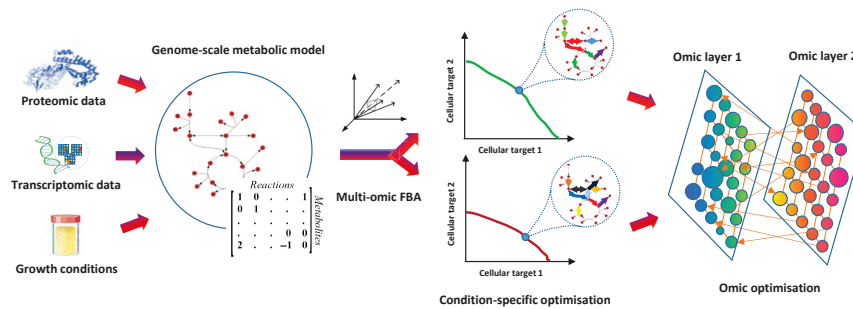 Genome-scale metabolic model
Proteomic data
Transcriptomic data
Growth conditions
Reactions
Metabolites
1 0 . . 1
0 1 . . .
. . . . .
. . . 0 0
2 . . −1 0
Multi-omic FBA
Cellular target 2
Cellular target 1
Cellular target 2
Cellular target 1
Condition-specific optimisation
Omic layer 1
Omic layer 2
Omic optimisation